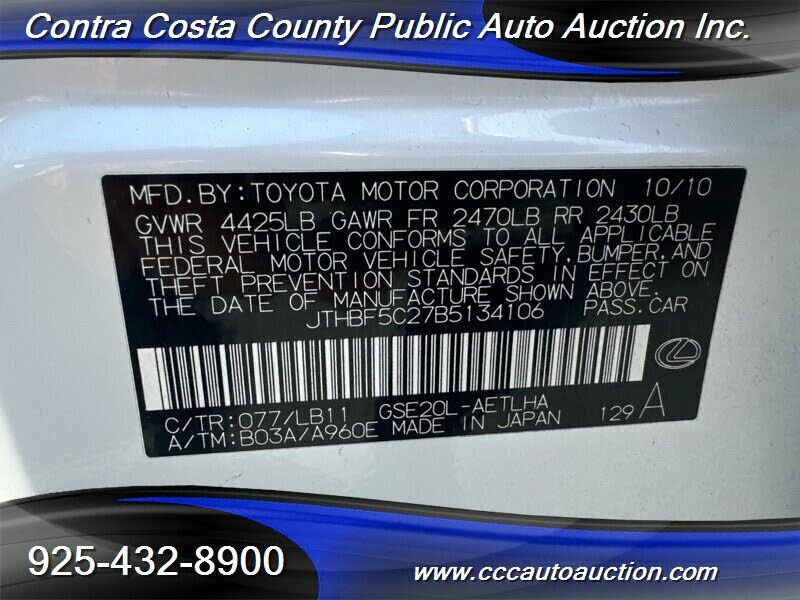 Contra Costa County Public Auto Auction Inc.
MFD.BY:TOYOTA MOTOR CORPORATION 10/10
GVWR 4425LB GAWR FR 2470LB RR 2430LB
THIS VEHICLE CONFORMS TO ALL APPLICABLE
FEDERAL MOTOR VEHICLE SAFETY,BUMPER,AND
THEFT PREVENTION STANDARDS IN EFFECT ON
THE DATE OF MANUFACTURE SHOWN ABOVE.
JTHBF5C27B5134106 PASS.CAR
C/TR:077/LB11 GSE20L-AETLHA
A/TM:B03A/A960E MADE IN JAPAN 129 A
925-432-8900
www.cccautoauction.com